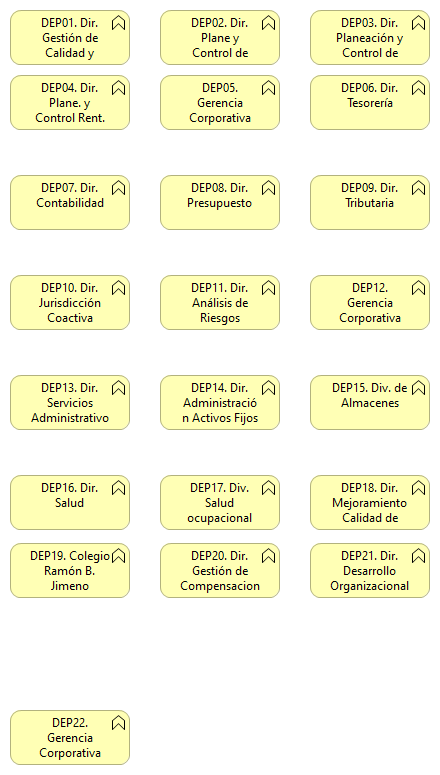 DEP01. Dir.
Gestión de
Calidad y
DEP02. Dir.
Plane y
Control de
DEP03. Dir.
Planeación y
Control de
DEP04. Dir.
Plane. y
Control Rent.
DEP05.
Gerencia
Corporativa
DEP06. Dir.
Tesorería
DEP07. Dir.
Contabilidad
DEP08. Dir.
Presupuesto
DEP09. Dir.
Tributaria
DEP10. Dir.
Jurisdicción
Coactiva
DEP11. Dir.
Análisis de
Riesgos
DEP12.
Gerencia
Corporativa
DEP13. Dir.
Servicios
Administrativo
DEP14. Dir.
Administració
n Activos Fijos
DEP15. Div. de
Almacenes
DEP16. Dir.
Salud
DEP17. Div.
Salud
ocupacional
DEP18. Dir.
Mejoramiento
Calidad de
DEP19. Colegio
Ramón B.
Jimeno
DEP20. Dir.
Gestión de
Compensacion
DEP21. Dir.
Desarrollo
Organizacional
DEP22.
Gerencia
Corporativa